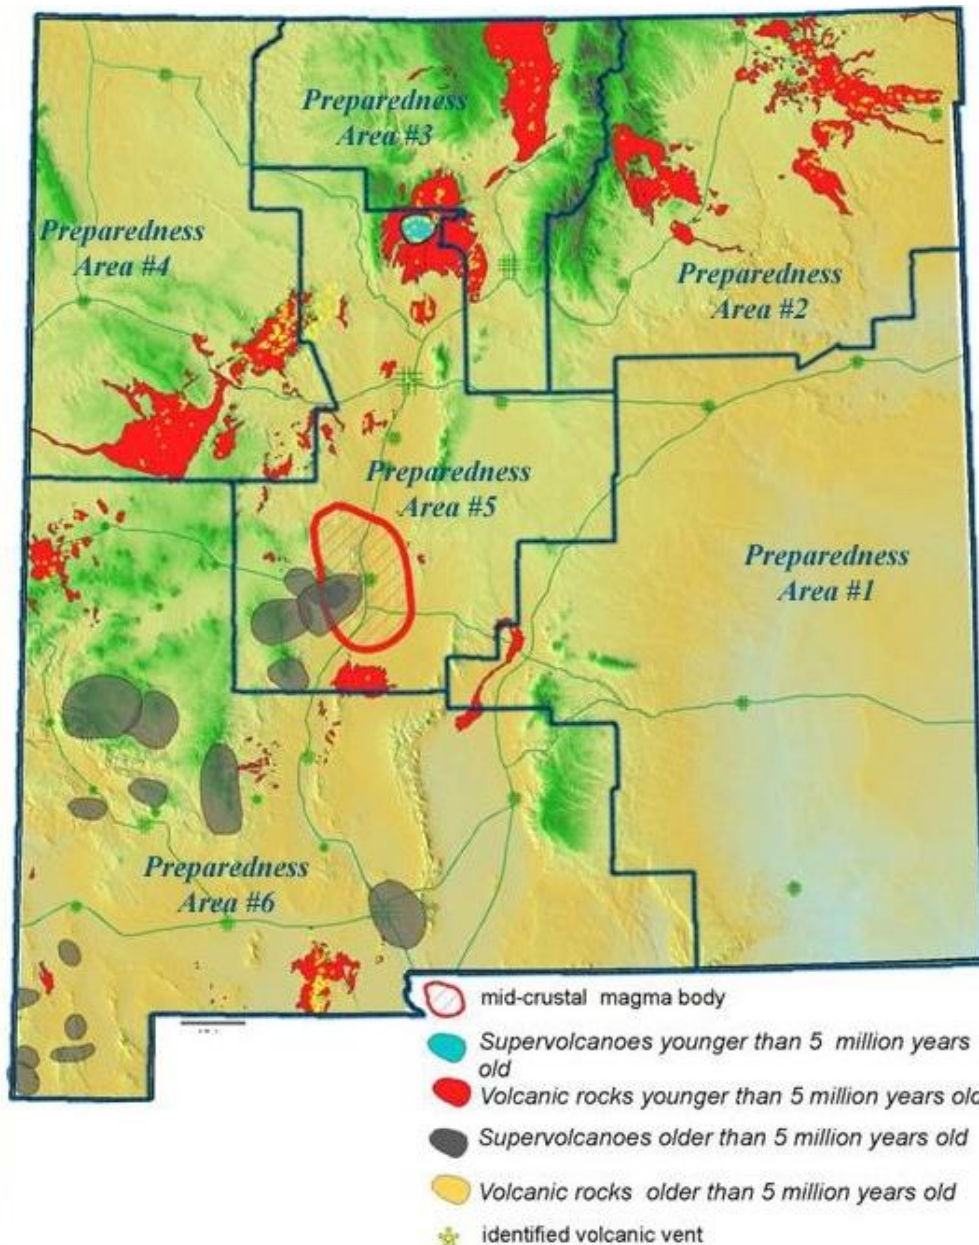 Preparedness
Area #3
Preparedness
Area #4
Preparedness
Area #2
Preparedness
Area #5
Preparedness
Area #1
Preparedness
Area #6
mid-crustal magma body
Supervolcanoes younger than 5 million years
old
Volcanic rocks younger than 5 million years old
Supervolcanoes older than 5 million years old
Volcanic rocks older than 5 million years old
identified volcanic vent